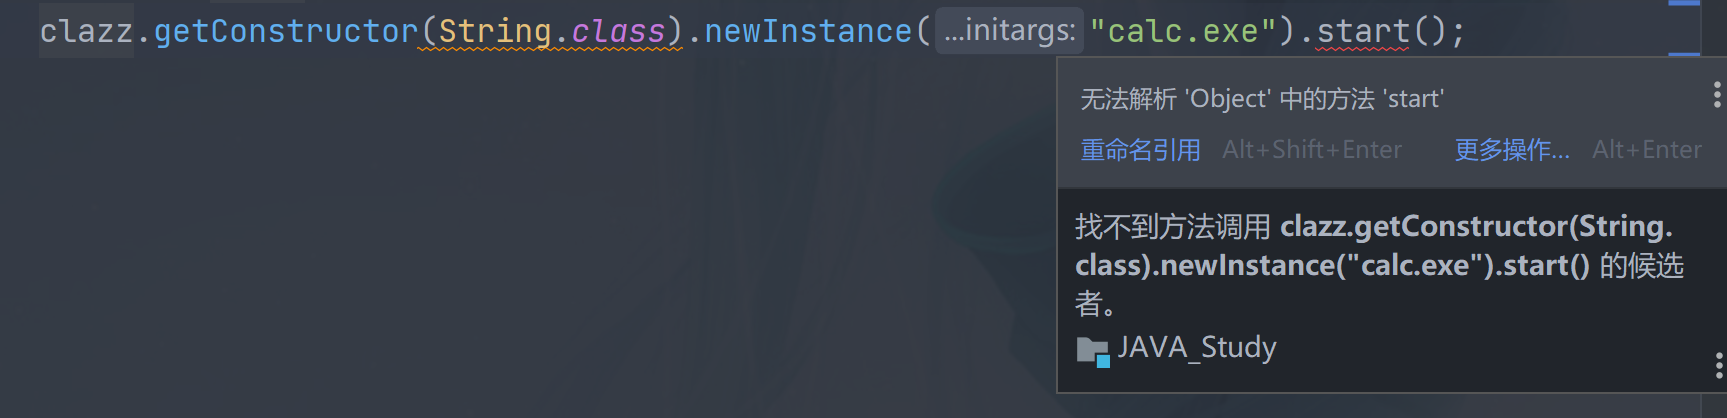 clazz.getConstructor(String.class).newInstance(…initargs: "calc.exe").start();
无法解析 'Object' 中的方法 'start'
重命名引用 Alt+Shift+Enter 更多操作... Alt+Enter
找不到方法调用 clazz.getConstructor(String.
class).newInstance("calc.exe").start() 的候选
者。
JAVA_Study